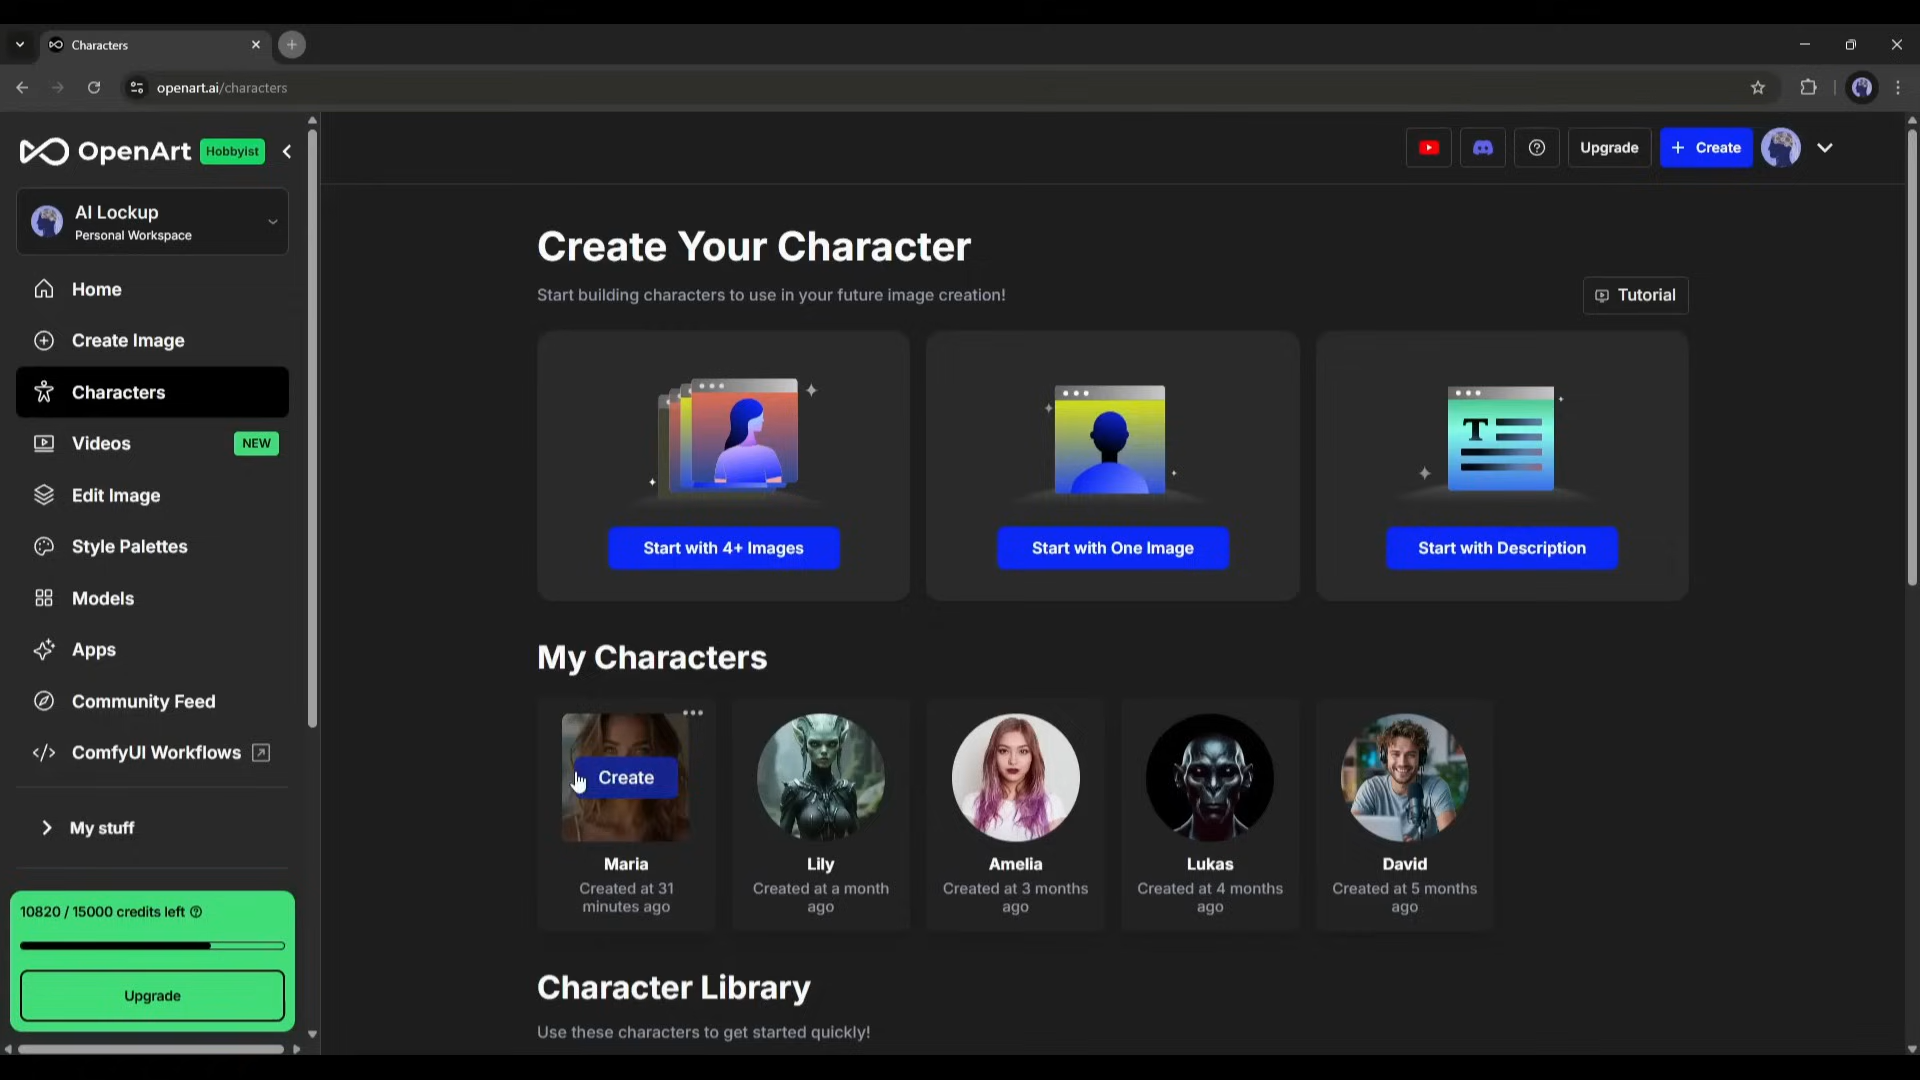 Characters
openart.ai/characters
OpenArt Hobbyist
Upgrade
+ Create
AI Lockup
Personal Workspace
Home
Create Image
Characters
Videos NEW
Edit Image
Style Palettes
Models
Apps
Community Feed
</> ComfyUI Workflows
My stuff
10820 / 15000 credits left
Upgrade
Create Your Character
Start building characters to use in your future image creation!
Tutorial
T
Start with 4+ Images
Start with One Image
Start with Description
My Characters
Create
Maria
Created at 31
minutes ago
Lily
Created at a month
ago
Amelia
Created at 3 months
ago
Lukas
Created at 4 months
ago
David
Created at 5 months
ago
Character Library
Use these characters to get started quickly!